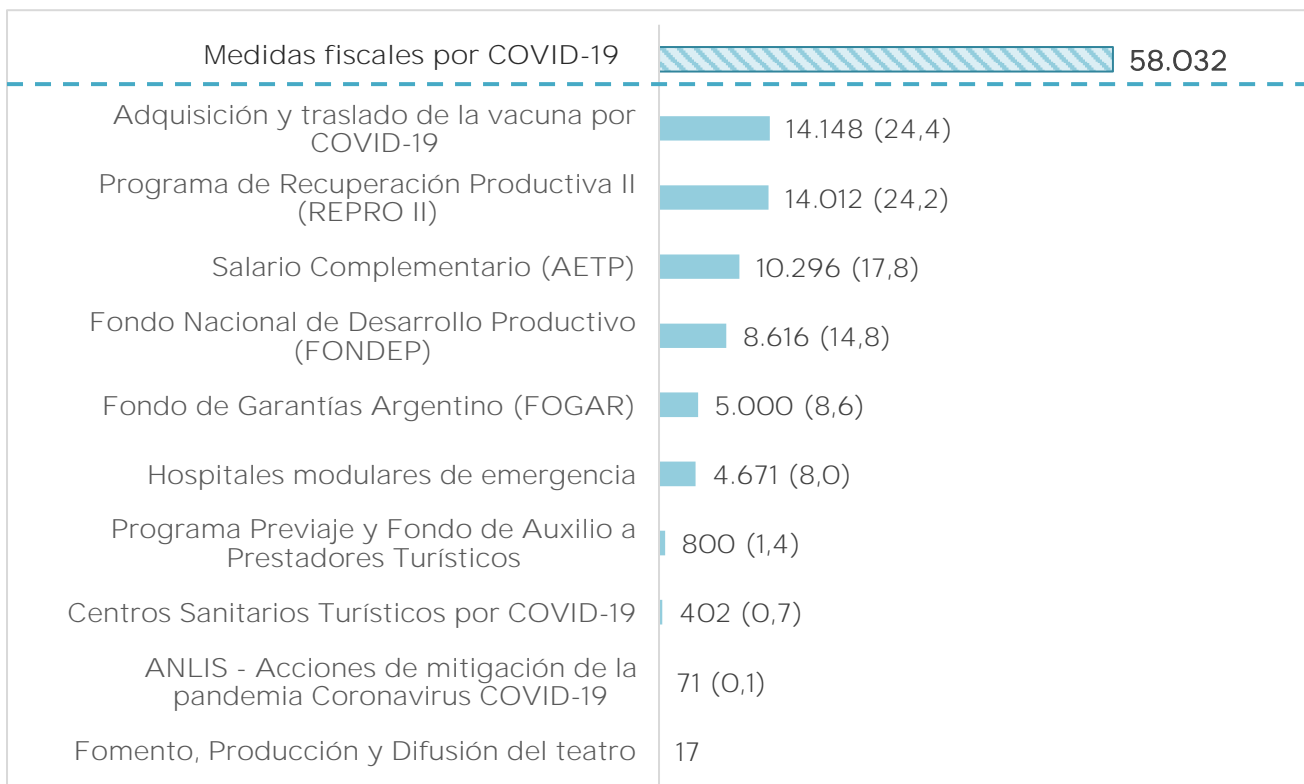 Medidas fiscales por COVID-19 58.032
Adquisición y traslado de la vacuna por
COVID-19
14.148 (24,4)
Programa de Recuperación Productiva II
(REPRO II)
14.012 (24,2)
Salario Complementario (AETP) 10.296 (17,8)
Fondo Nacional de Desarrollo Productivo
(FONDEP)
8.616 (14,8)
Fondo de Garantías Argentino (FOGAR) 5.000 (8,6)
Hospitales modulares de emergencia 4.671 (8,0)
Programa Previaje y Fondo de Auxilio a
Prestadores Turísticos
800 (1,4)
Centros Sanitarios Turísticos por COVID-19 402 (0,7)
ANLIS - Acciones de mitigación de la
pandemia Coronavirus COVID-19
71 (0,1)
Fomento, Producción y Difusión del teatro 17